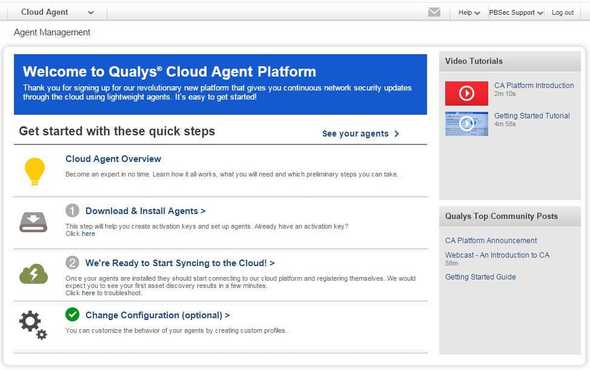 Cloud Agent
Help
PBSec Support
Log out
Agent Management
Welcome to Qualys® Cloud Agent Platform
Thank you for signing up for our revolutionary new platform that gives you continuous network security updates
through the cloud using lightweight agents. It's easy to get started!
Get started with these quick steps
See your agents >
Cloud Agent Overview
Become an expert in no time. Learn how it all works, what you will need and which preliminary steps you can take.
1 Download & Install Agents >
This step will help you create activation keys and set up agents. Already have an activation key?
Click here
2 We're Ready to Start Syncing to the Cloud! >
Once your agents are installed they should start connecting to our cloud platform and registering themselves. We would
expect you to see your first asset discovery results in a few minutes.
Click here to troubleshoot.
Change Configuration (optional) >
You can customize the behavior of your agents by creating custom profiles.
Video Tutorials
CA Platform Introduction
2m 10s
Getting Started Tutorial
4m 58s
Qualys Top Community Posts
CA Platform Announcement
Webcast - An Introduction to CA
58m
Getting Started Guide